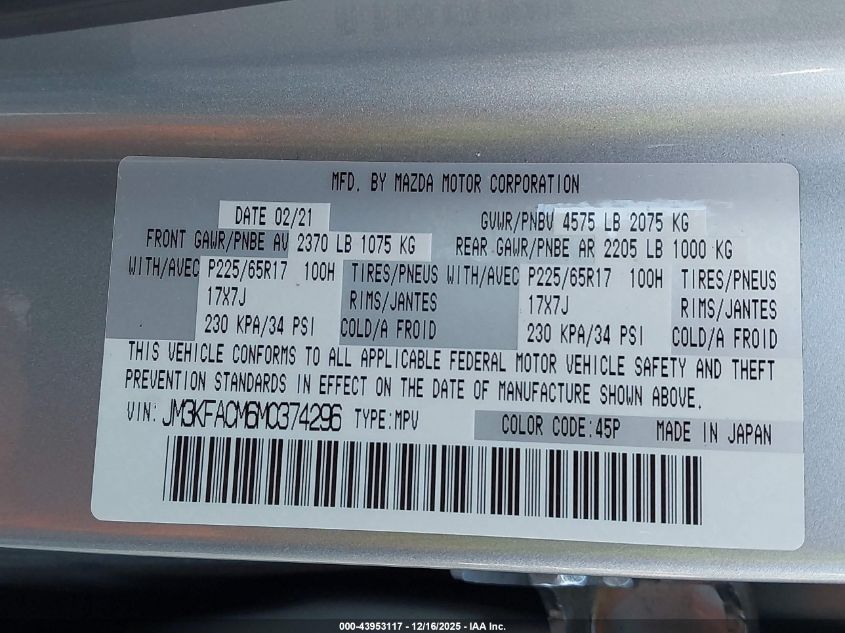 MFD. BY MAZDA MOTOR CORPORATION
DATE 02/21 GVWR/PNBV 4575 LB 2075 KG
FRONT GAWR/PNBE AV 2370 LB 1075 KG REAR GAWR/PNBE AR 2205 LB 1000 KG
WITH/AVEC P225/65R17 100H TIRES/PNEUS WITH/AVEC P225/65R17 100H TIRES/PNEUS
17X7J RIMS/JANTES 17X7J RIMS/JANTES
230 KPA/34 PSI COLD/A FROID 230 KPA/34 PSI COLD/A FROID
THIS VEHICLE CONFORMS TO ALL APPLICABLE FEDERAL MOTOR VEHICLE SAFETY AND THEFT
PREVENTION STANDARDS IN EFFECT ON THE DATE OF MANUFACTURE SHOWN ABOVE.
VIN: JM3KFACM6M0374296 TYPE:MPV COLOR CODE:45P MADE IN JAPAN
000-43953117 - 12/16/2025 - IAA Inc.